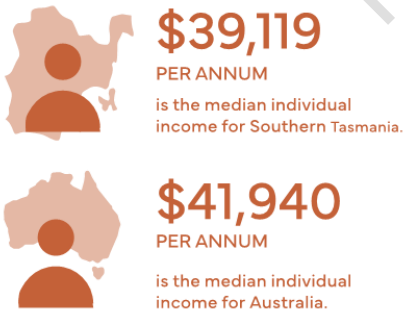 $39,119
PER ANNUM
is the median individual
income for Southern Tasmania.
$41,940
PER ANNUM
is the median individual
income for Australia.